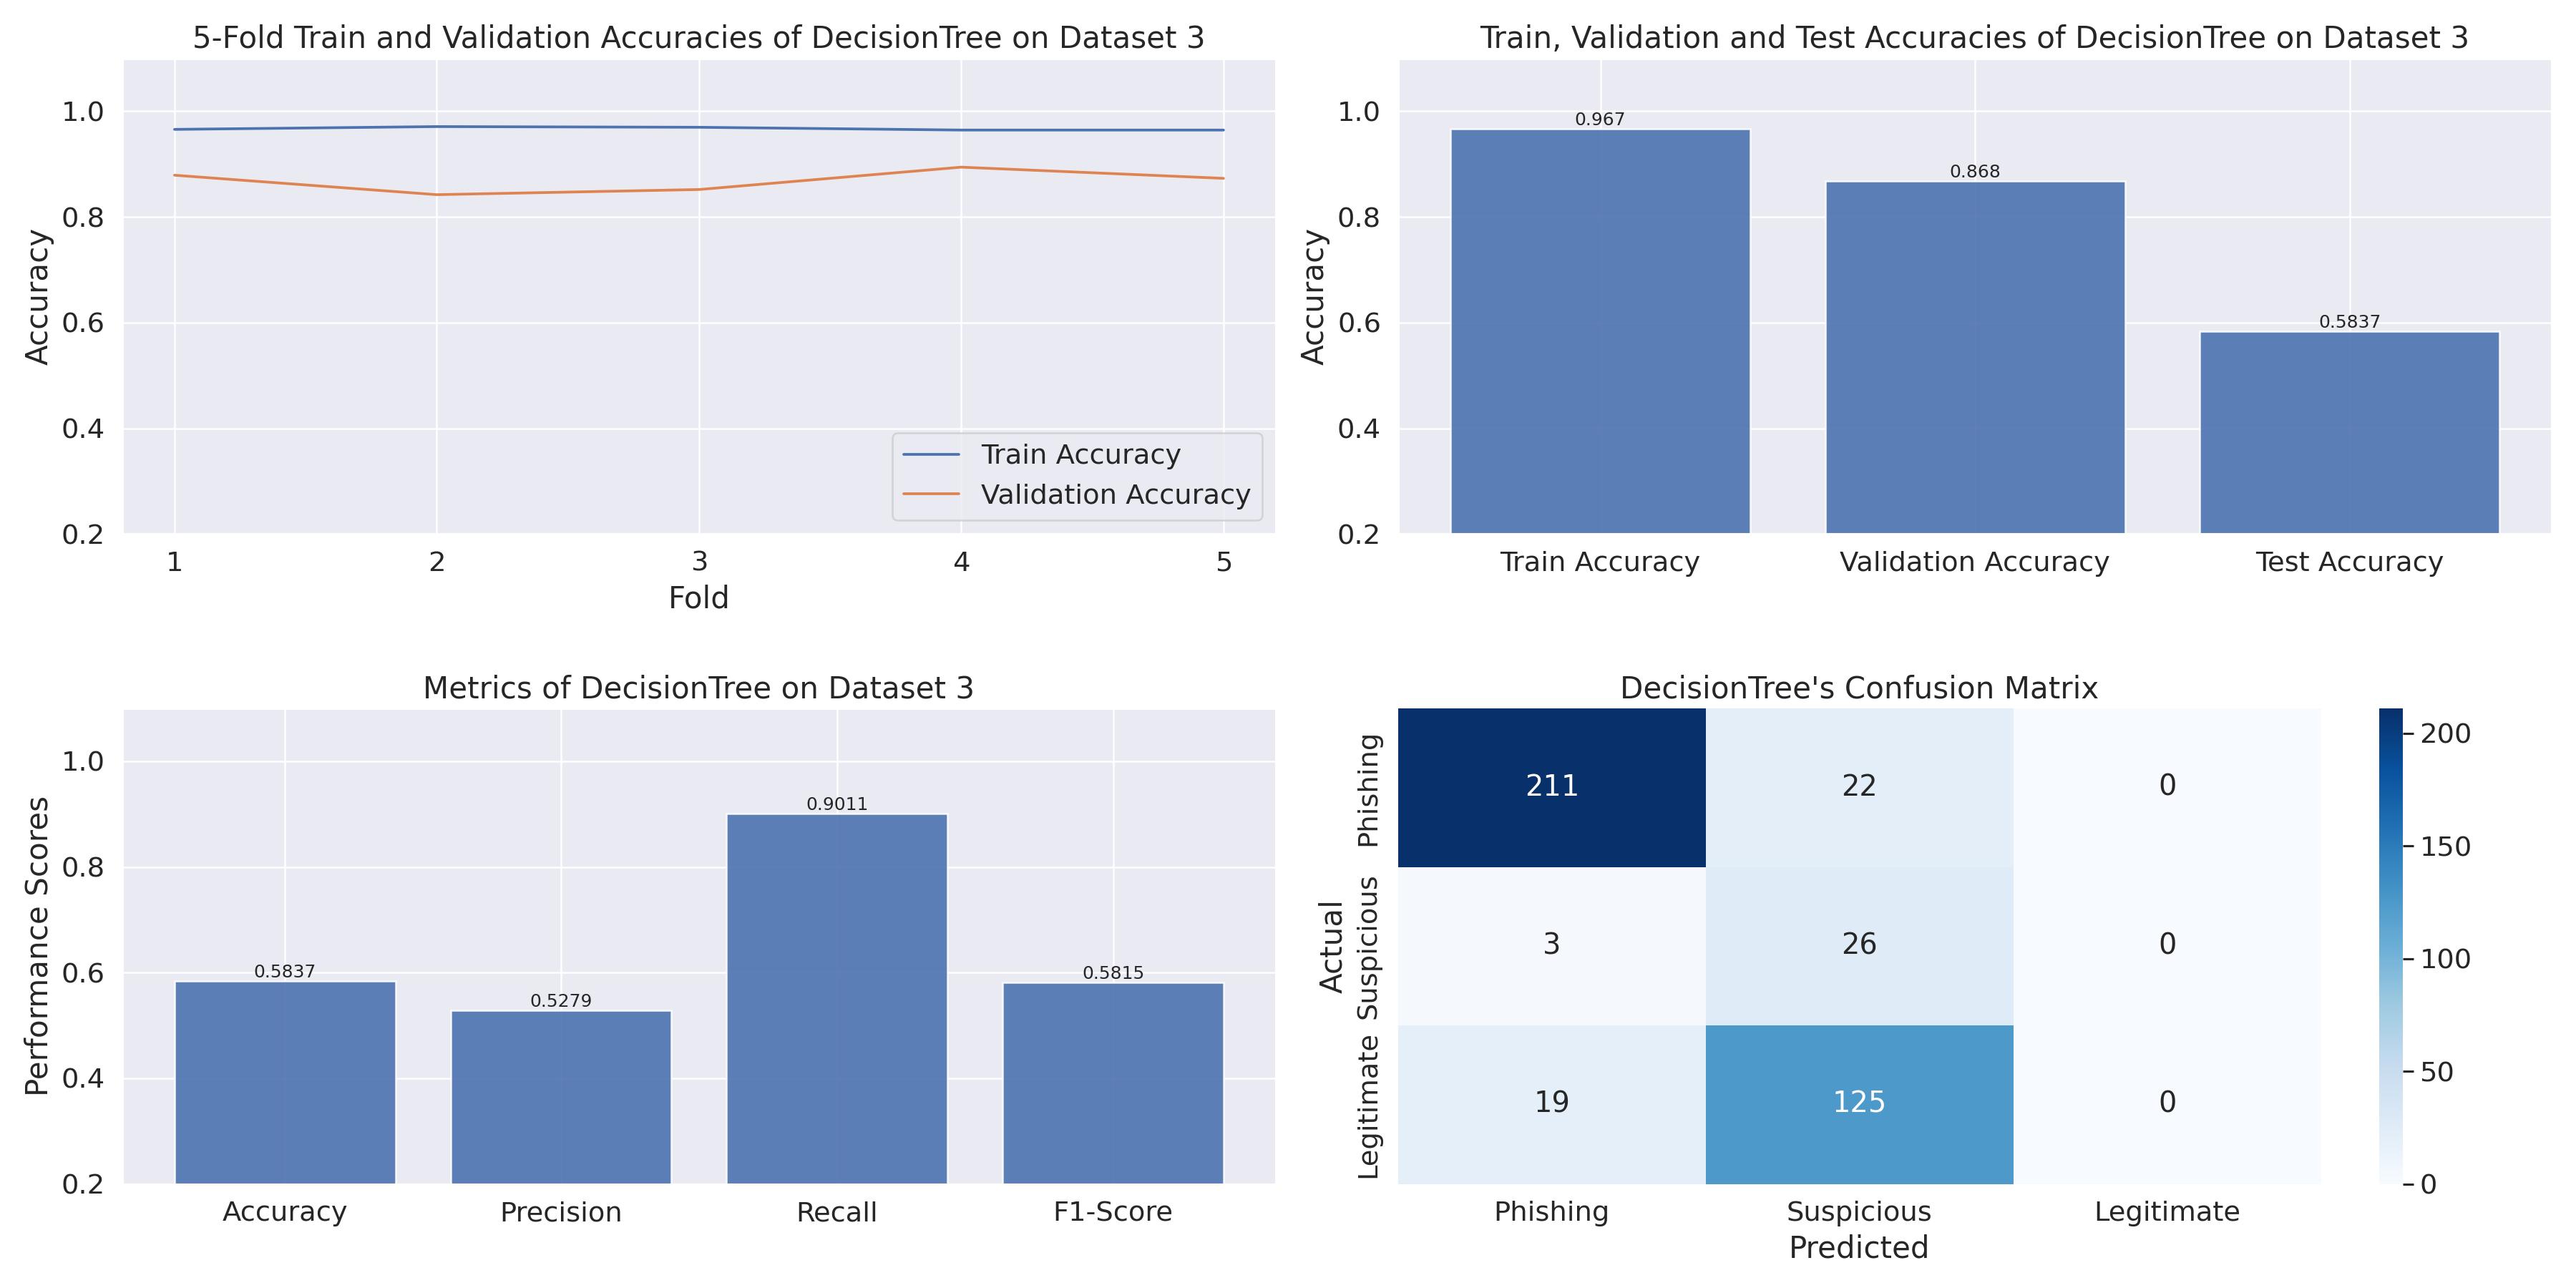 5-Fold Train and Validation Accuracies of DecisionTree on Dataset 3
Accuracy
1.0
0.8
0.6
0.4
0.2
Train Accuracy
Validation Accuracy
1 2 3 4 5
Fold
Train, Validation and Test Accuracies of DecisionTree on Dataset 3
Accuracy
1.0
0.8
0.6
0.4
0.2
0.967
0.868
0.5837
Train Accuracy Validation Accuracy Test Accuracy
Metrics of DecisionTree on Dataset 3
Performance Scores
1.0
0.8
0.6
0.4
0.2
0.5837
0.5279
0.9011
0.5815
Accuracy Precision Recall F1-Score
DecisionTree's Confusion Matrix
Actual
Phishing
211 22 0
Suspicious
3 26 0
Legitimate
19 125 0
Phishing Suspicious Legitimate
Predicted
200
150
100
50
0